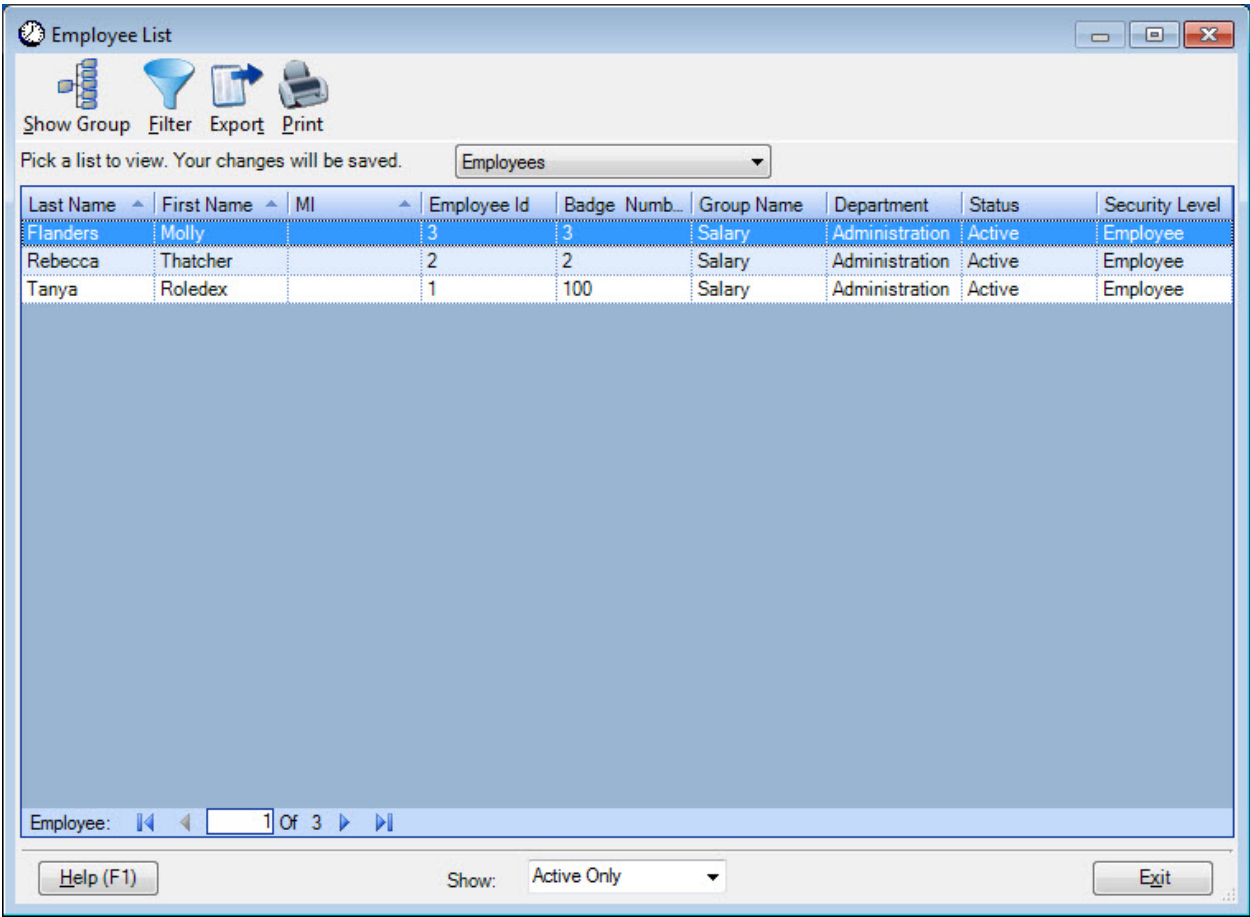 Employee List
Show Group Filter Export Print
Pick a list to view. Your changes will be saved. Employees
Last Name First Name MI Employee Id Badge Numb... Group Name Department Status Security Level
Flanders Molly 3 3 Salary Administration Active Employee
Rebecca Thatcher 2 2 Salary Administration Active Employee
Tanya Roledex 1 100 Salary Administration Active Employee
Employee: 1 Of 3
Help (F1) Show: Active Only Exit